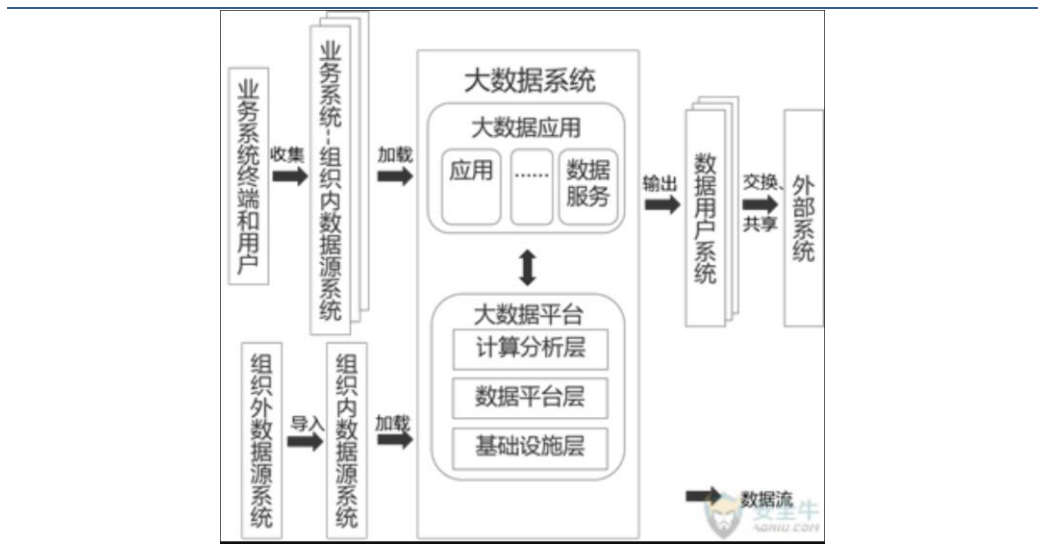 业务系统终端和用户
收集
业务系统--组织内数据源系统
加载
大数据系统
大数据应用
应用
......
数据
服务
大数据平台
计算分析层
数据平台层
基础设施层
组织外数据源系统
导入
组织内数据源系统
加载
输出
数据用户系统
交换、
共享
外部系统
数据流
安全牛
AQNIU.COM